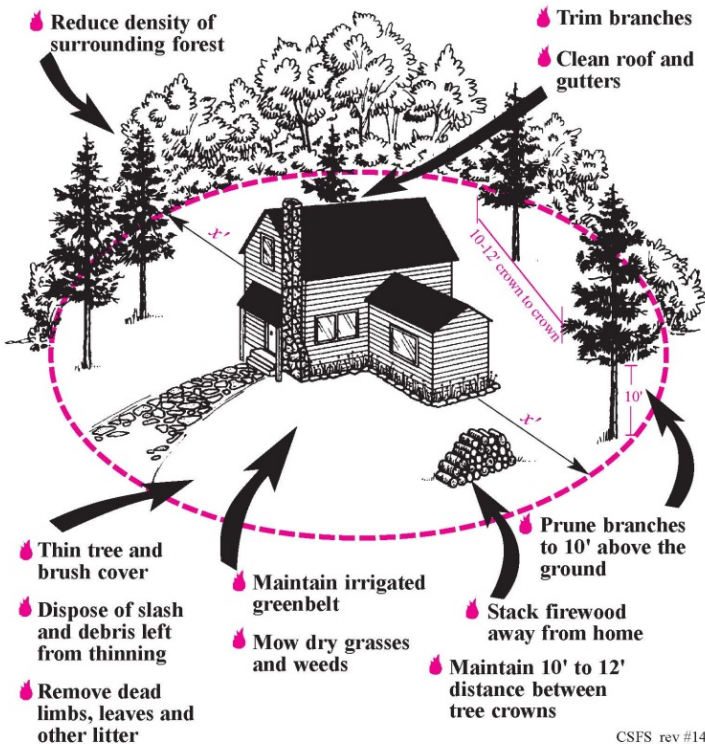 Reduce density of
surrounding forest
Trim branches
Clean roof and
gutters
x'
10-12' crown to crown
x'
10'
Thin tree and
brush cover
Dispose of slash
and debris left
from thinning
Remove dead
limbs, leaves and
other litter
Maintain irrigated
greenbelt
Mow dry grasses
and weeds
Prune branches
to 10' above the
ground
Stack firewood
away from home
Maintain 10' to 12'
distance between
tree crowns
CSFS rev #14